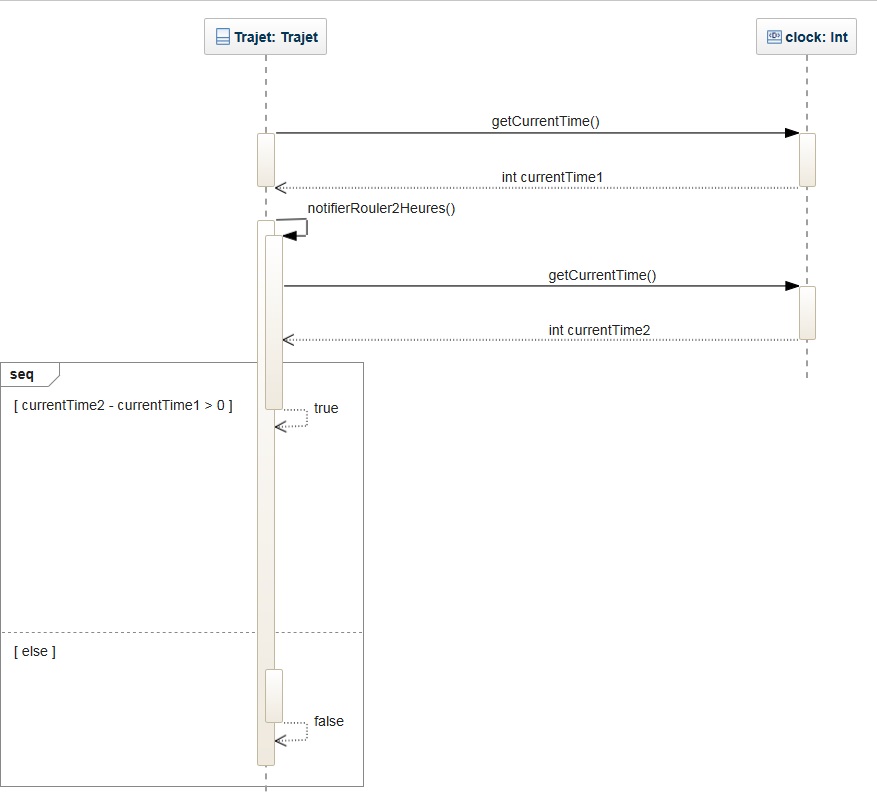 Trajet: Trajet
clock: Int
getCurrentTime()
int currentTime1
notifierRouler2Heures()
getCurrentTime()
int currentTime2
seq
[ currentTime2 - currentTime1 > 0 ]
true
[ else ]
false